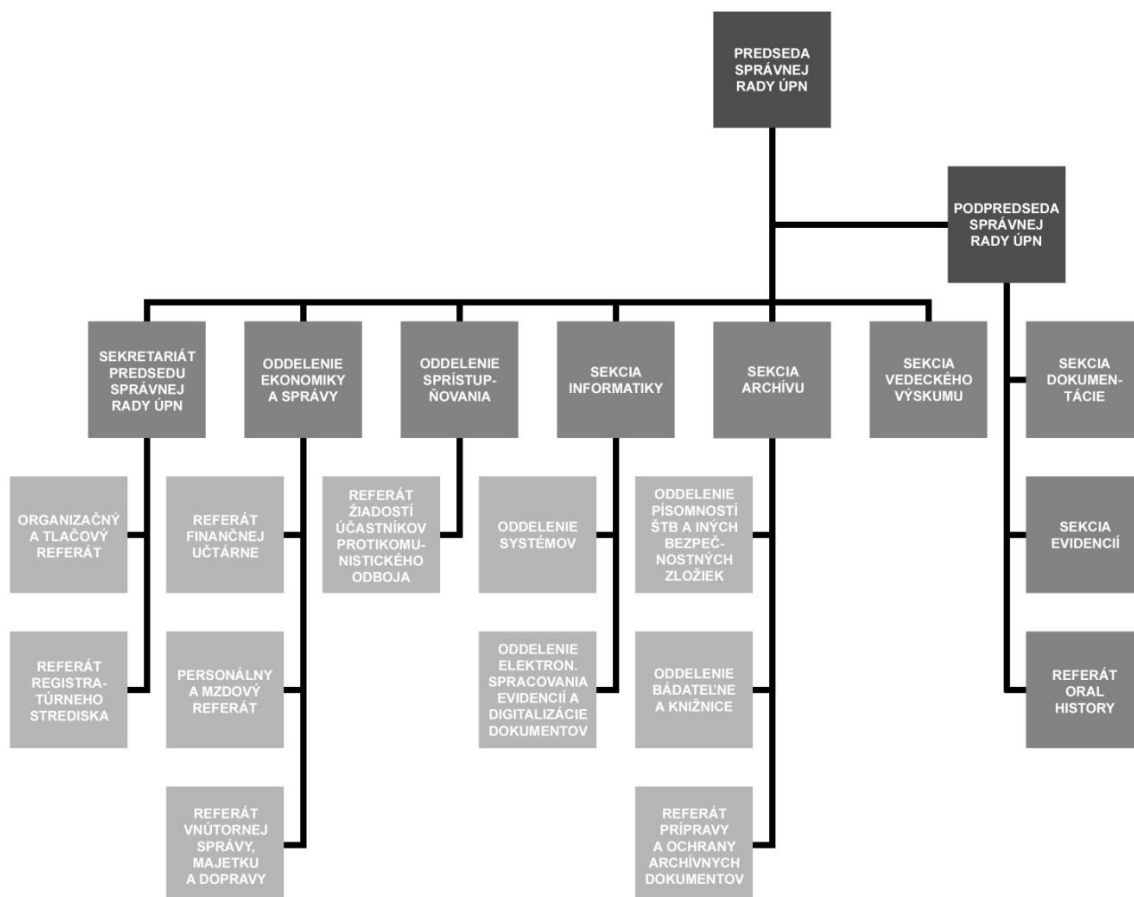 PREDSEDA
SPRÁVNEJ
RADY ÚPN
PODPREDSEDA
SPRÁVNEJ
RADY ÚPN
SEKRETARIÁT
PREDSEDU
SPRÁVNEJ
RADY ÚPN
ODDELENIE
EKONOMIKY
A SPRÁVY
ODDELENIE
SPRÍSTUP-
ŇOVANIA
SEKCIA
INFORMATIKY
SEKCIA
ARCHÍVU
SEKCIA
VEDECKÉHO
VÝSKUMU
SEKCIA
DOKUMEN-
TÁCIE
ORGANIZAČNÝ
A TLAČOVÝ
REFERÁT
REFERÁT
FINANČNEJ
UČTÁRNE
REFERÁT
ŽIADOSTÍ
ÚČASTNÍKOV
PROTIKOMU-
NISTICKÉHO
ODBOJA
ODDELENIE
SYSTÉMOV
ODDELENIE
PÍSOMNOSTÍ
ŠTB A INÝCH
BEZPEČ-
NOSTNÝCH
ZLOŽIEK
SEKCIA
EVIDENCIÍ
REFERÁT
REGISTRA-
TÚRNEHO
STREDISKA
PERSONÁLNY
A MZDOVÝ
REFERÁT
ODDELENIE
ELEKTRON.
SPRACOVANIA
EVIDENCIÍ A
DIGITALIZÁCIE
DOKUMENTOV
ODDELENIE
BÁDATEĽNE
A KNIŽNICE
REFERÁT
ORAL
HISTORY
REFERÁT
VNÚTORNEJ
SPRÁVY,
MAJETKU
A DOPRAVY
REFERÁT
PRÍPRAVY
A OCHRANY
ARCHÍVNYCH
DOKUMENTOV